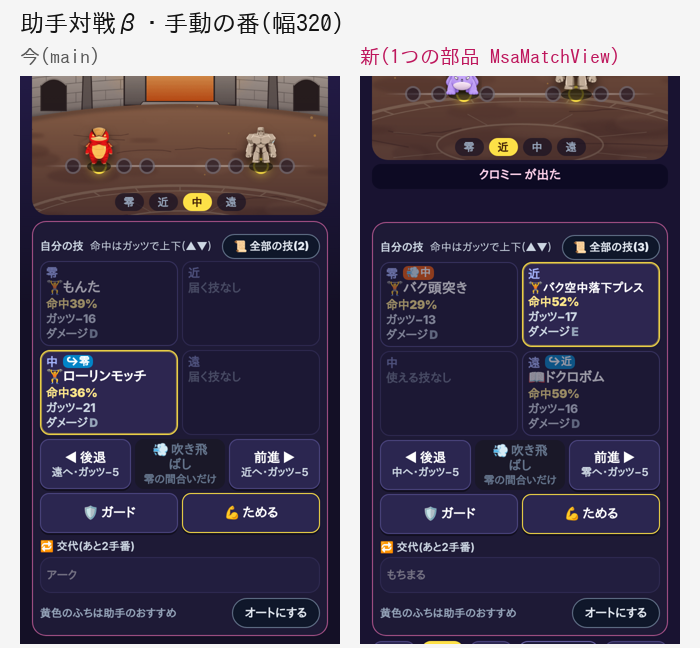 助手対戦β・手動の番(幅320)
今(main)
零 近 中 遠
自分の技 命中はガッツで上下(▲▼) 📜全部の技(2)
零
🏋️もんた
命中39%
ガッツ−16
ダメージD
近
届く技なし
中 ↪零
🏋️ローリンモッチ
命中36%
ガッツ−21
ダメージD
遠
届く技なし
◀後退
遠へ・ガッツ−5
💨吹き飛
ばし
零の間合いだけ
前進▶
近へ・ガッツ−5
🛡️ガード
💪ためる
🔁交代(あと2手番)
アーク
黄色のふちは助手のおすすめ
オートにする
新(1つの部品 MsaMatchView)
零 近 中 遠
クロミーが出た
自分の技 命中はガッツで上下(▲▼) 📜全部の技(3)
零 💨中
🏋️バク頭突き
命中29%
ガッツ−13
ダメージD
近
🏋️バク空中落下プレス
命中52%
ガッツ−17
ダメージE
中
使える技なし
遠 ↪近
📖ドクロボム
命中59%
ガッツ−16
ダメージD
◀後退
中へ・ガッツ−5
💨吹き飛
ばし
零の間合いだけ
前進▶
零へ・ガッツ−5
🛡️ガード
💪ためる
🔁交代(あと2手番)
もちまる
黄色のふちは助手のおすすめ
オートにする